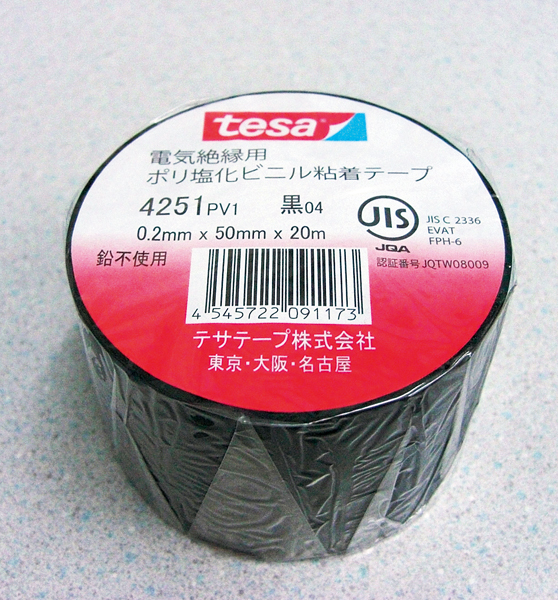 tesa
電気絶縁用
ポリ塩化ビニル粘着テープ
4251 PV1 黒04
0.2mm x 50mm x 20m
鉛不使用
JIS
JQA
JIS C 2336
EVAT
FPH-6
認証番号 JQTW08009
4 545722 091173
テサテープ株式会社
東京・大阪・名古屋